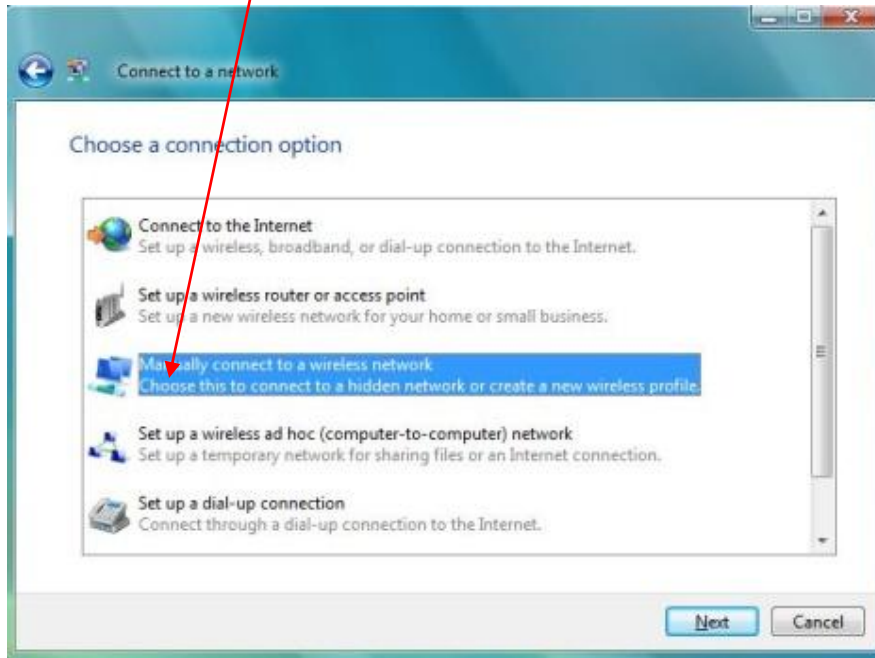 Connect to a network
Choose a connection option
Connect to the Internet
Set up a wireless, broadband, or dial-up connection to the Internet.
Set up a wireless router or access point
Set up a new wireless network for your home or small business.
Manually connect to a wireless network
Choose this to connect to a hidden network or create a new wireless profile.
Set up a wireless ad hoc (computer-to-computer) network
Set up a temporary network for sharing files or an Internet connection.
Set up a dial-up connection
Connect through a dial-up connection to the Internet.
Next Cancel